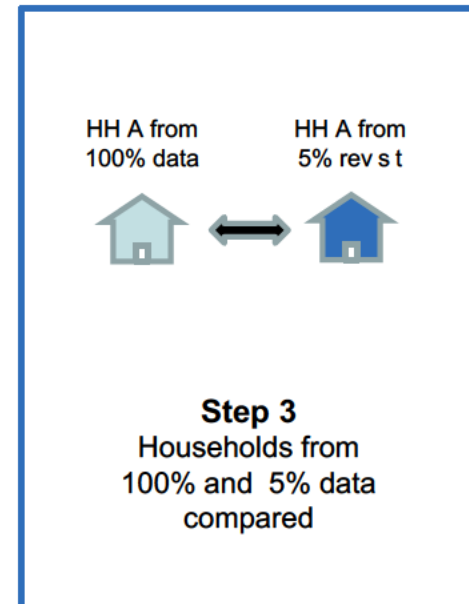 HH A from
100% data
HH A from
5% rev s t
Step 3
Households from
100% and 5% data
compared